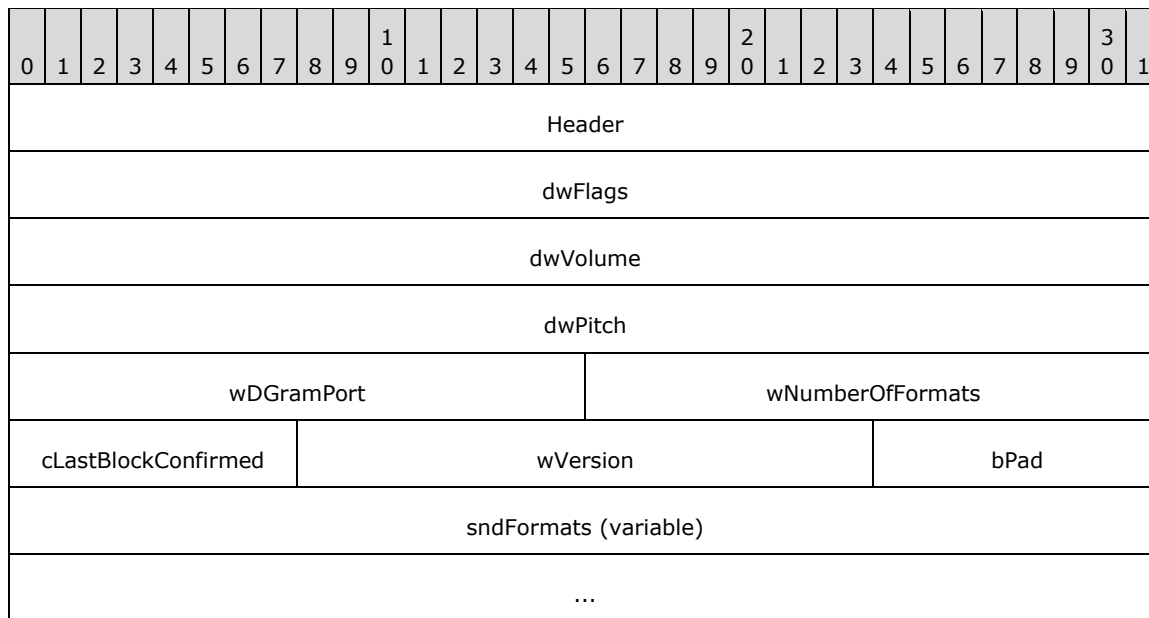 1 2 3
0 1 2 3 4 5 6 7 8 9 0 1 2 3 4 5 6 7 8 9 0 1 2 3 4 5 6 7 8 9 0 1
Header
dwFlags
dwVolume
dwPitch
wDGramPort wNumberOfFormats
cLastBlockConfirmed wVersion bPad
sndFormats (variable)
...